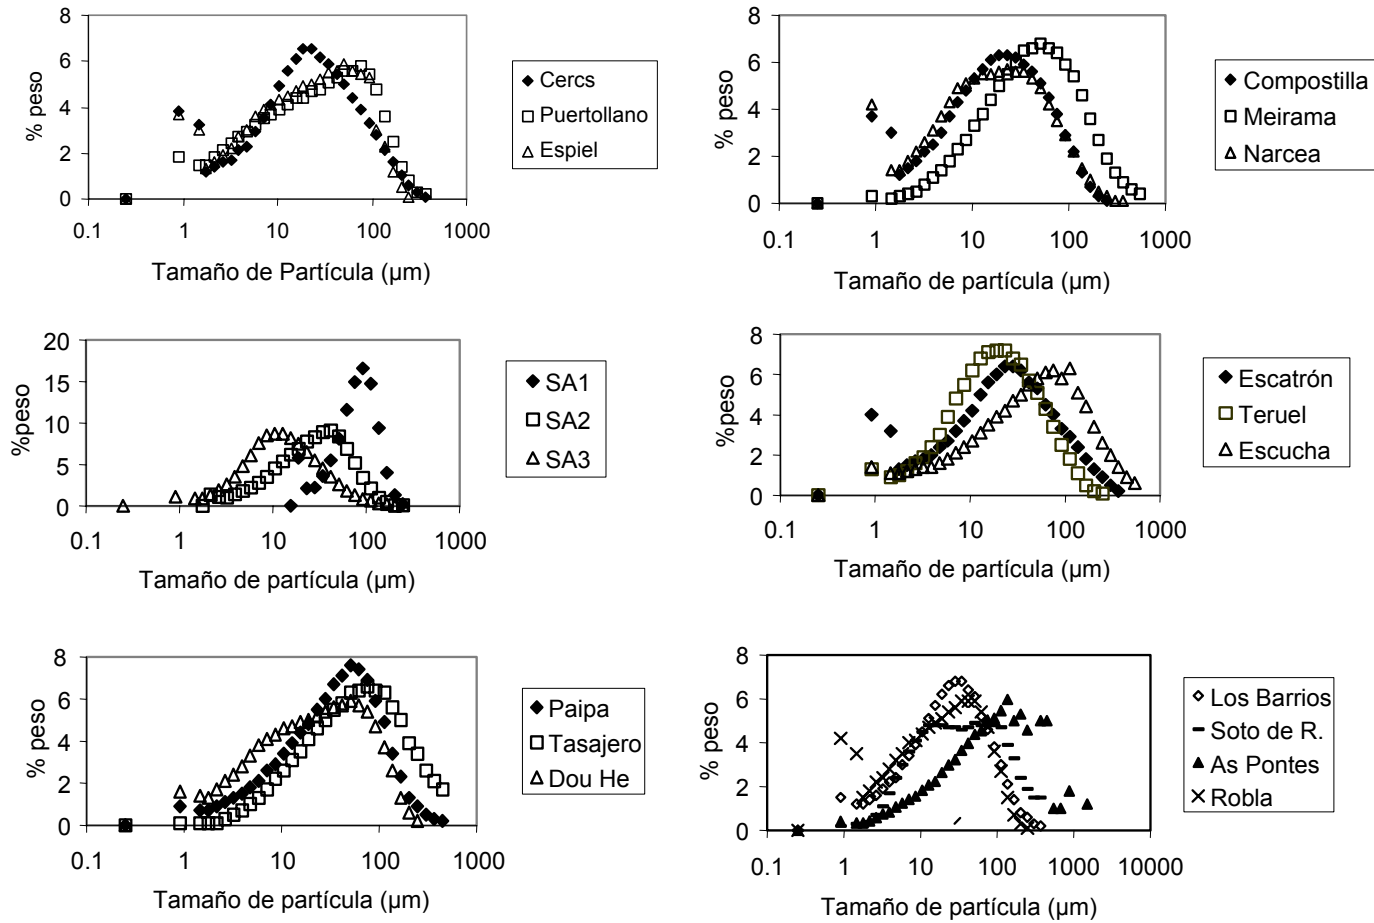 8
6
4
2
0
% peso
0.1 1 10 100 1000
Tamaño de Partícula (µm)
Cercs
Puertollano
Espiel
8
6
4
2
0
% peso
0.1 1 10 100 1000
Tamaño de partícula (µm)
Compostilla
Meirama
Narcea
20
15
10
5
0
%peso
0.1 1 10 100 1000
Tamaño de partícula (µm)
SA1
SA2
SA3
8
6
4
2
0
%peso
0.1 1 10 100 1000
Tamaño de partícula (µm)
Escatrón
Teruel
Escucha
8
6
4
2
0
% peso
0.1 1 10 100 1000
Tamaño de partícula (µm)
Paipa
Tasajero
Dou He
8
6
4
2
0
% peso
0.1 1 10 100 1000 10000
Tamaño de partícula (µm)
Los Barrios
Soto de R.
As Pontes
Robla